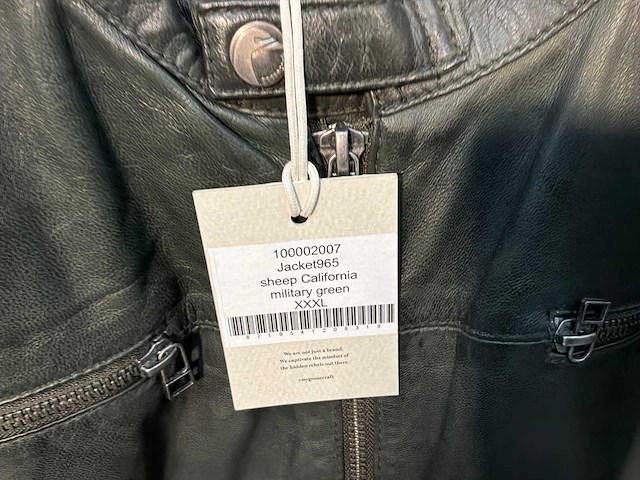 100002007
Jacket965
sheep California
military green
XXXL
We are not just a brand.
We captivate the mindset of
the hidden rebels out there.